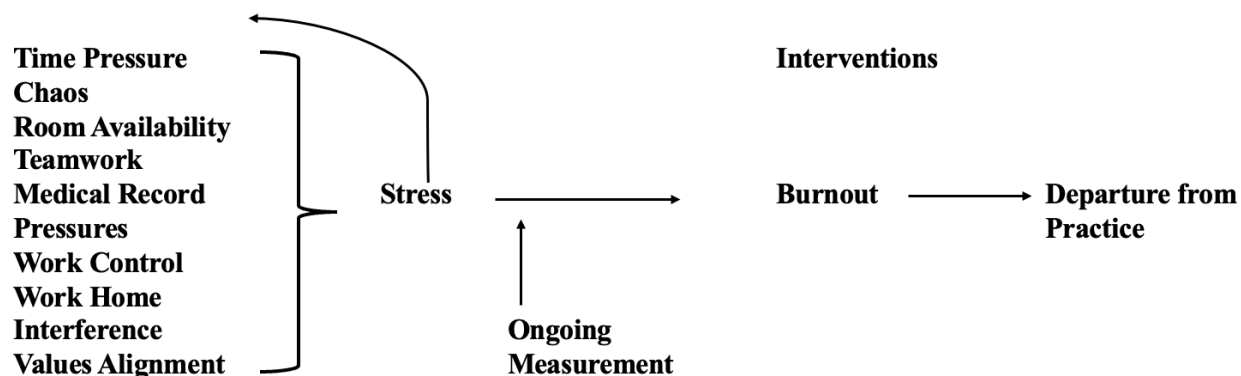 Time Pressure
Chaos
Room Availability
Teamwork
Medical Record
Pressures
Work Control
Work Home
Interference
Values Alignment
Stress
Ongoing
Measurement
Interventions
Burnout
Departure from
Practice